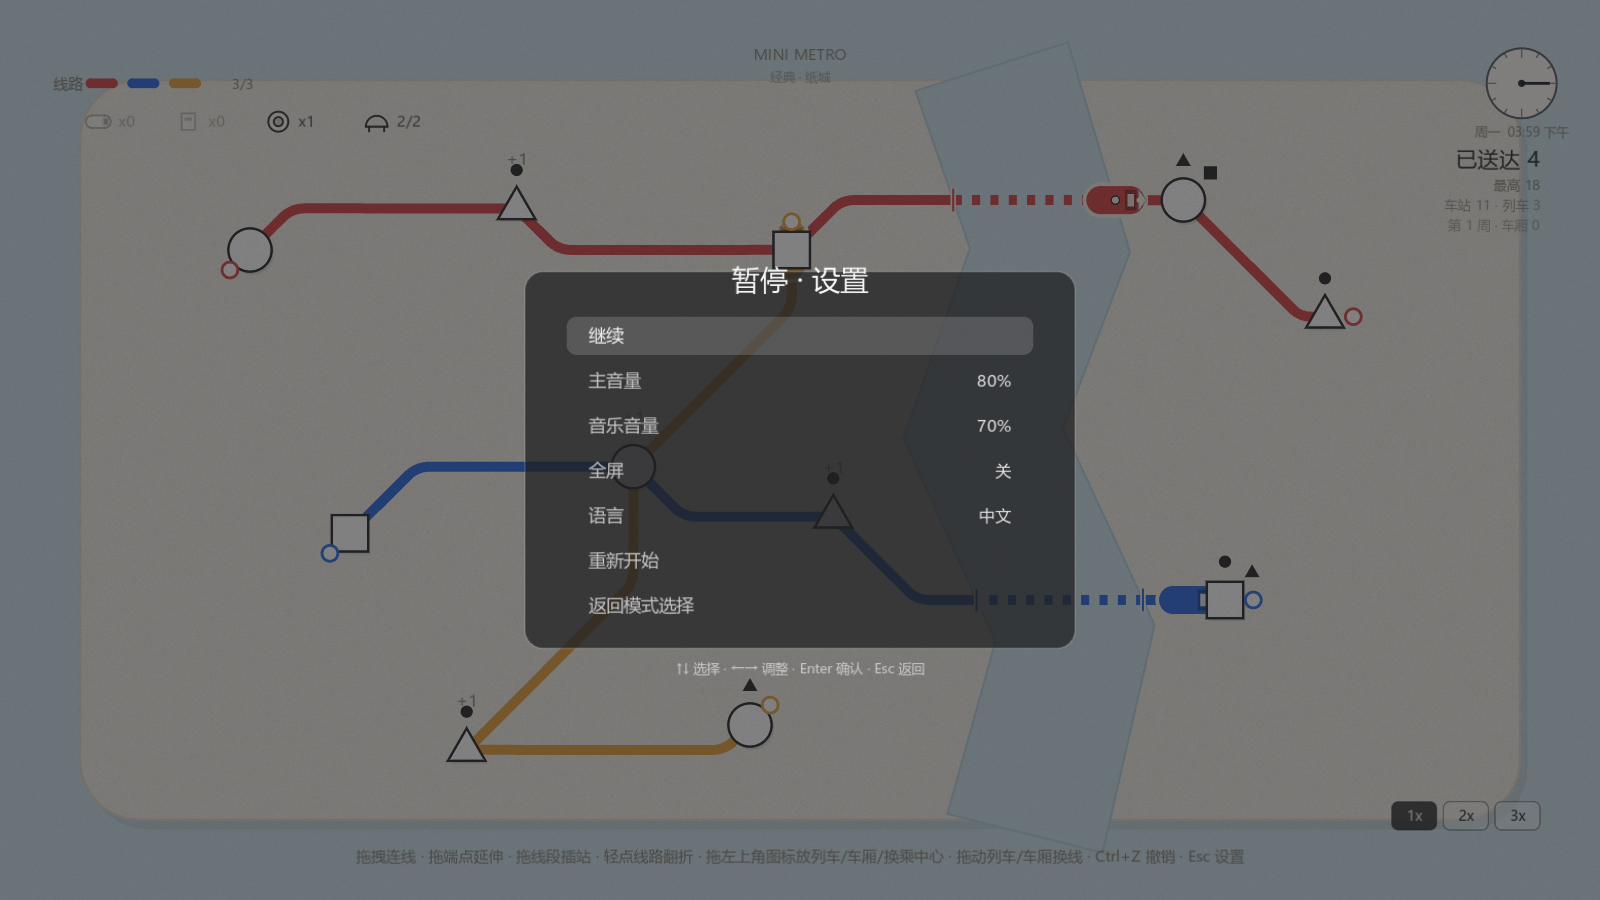 MINI METRO
经典 · 纸城
线路
3/3
x0
x0
x1
2/2
周一 03:59 下午
已送达 4
最高 18
车站 11 · 列车 3
第 1 周 · 车厢 0
+1
暂停 · 设置
继续
主音量 80%
音乐音量 70%
全屏 关
语言 中文
+1
重新开始
返回模式选择
↑↓ 选择 · ←→ 调整 · Enter 确认 · Esc 返回
+1
1x 2x 3x
拖拽连线 · 拖端点延伸 · 拖线段插站 · 轻点线路翻折 · 拖左上角图标放列车/车厢/换乘中心 · 拖动列车/车厢换线 · Ctrl+Z 撤销 · Esc 设置